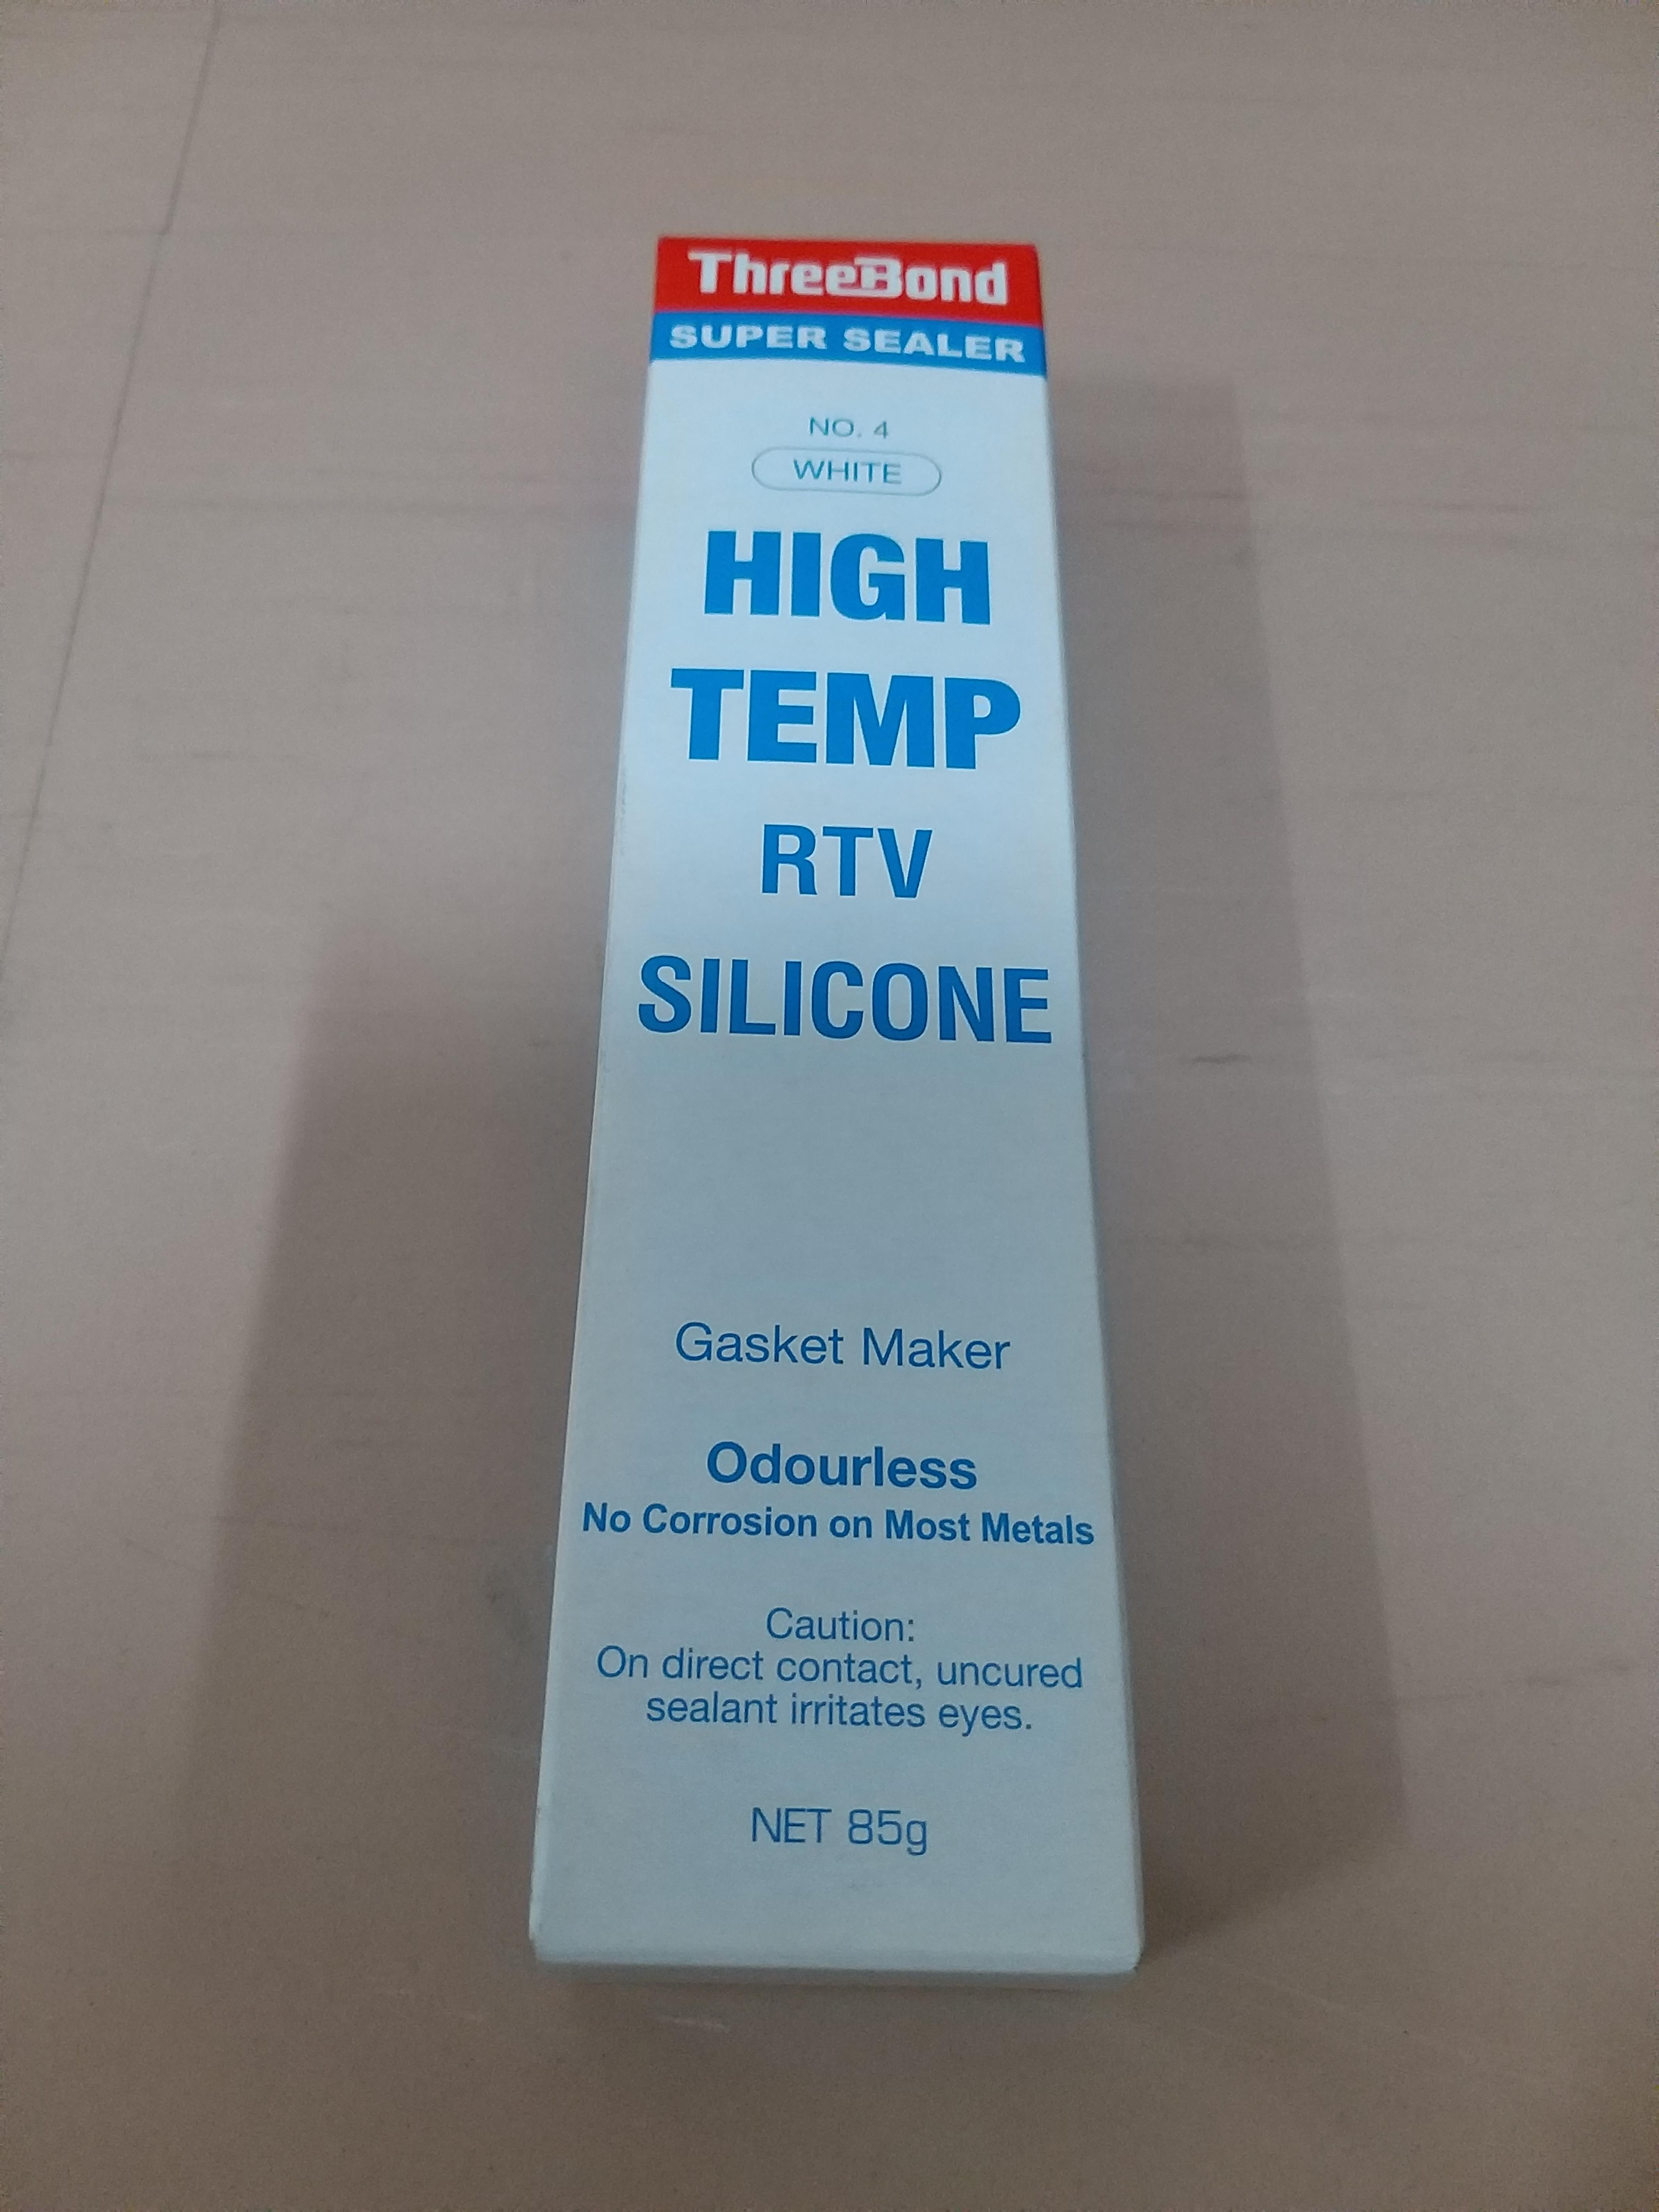 ThreeBond
SUPER SEALER
NO. 4
WHITE
HIGH
TEMP
RTV
SILICONE
Gasket Maker
Odourless
No Corrosion on Most Metals
Caution:
On direct contact, uncured
sealant irritates eyes.
NET 85g